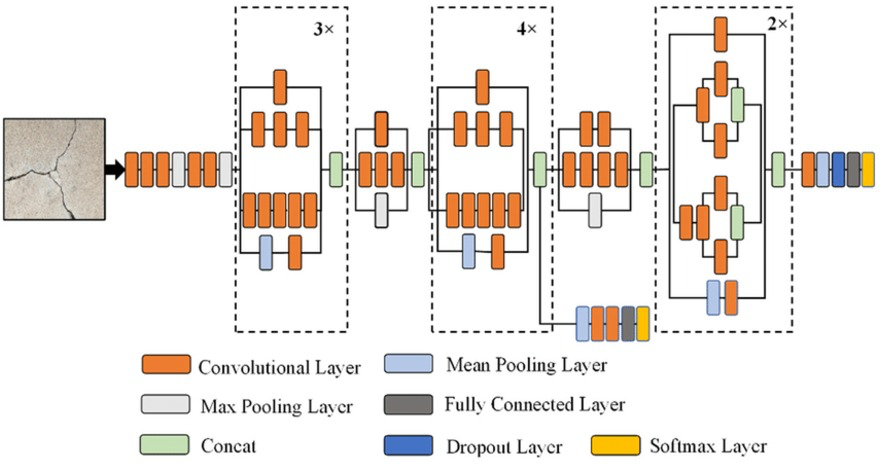 3×
4×
2×
Convolutional Layer
Mean Pooling Layer
Max Pooling Layer
Fully Connected Layer
Concat
Dropout Layer
Softmax Layer